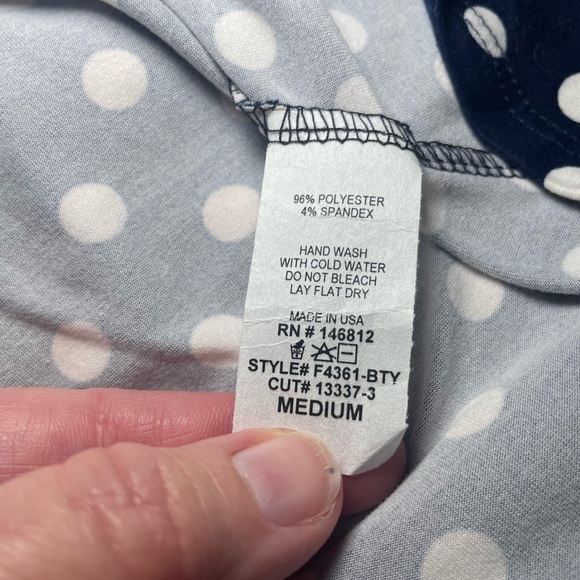 96% POLYESTER
4% SPANDEX
HAND WASH
WITH COLD WATER
DO NOT BLEACH
LAY FLAT DRY
MADE IN USA
RN # 146812
STYLE# F4361-BTY
CUT# 13337-3
MEDIUM